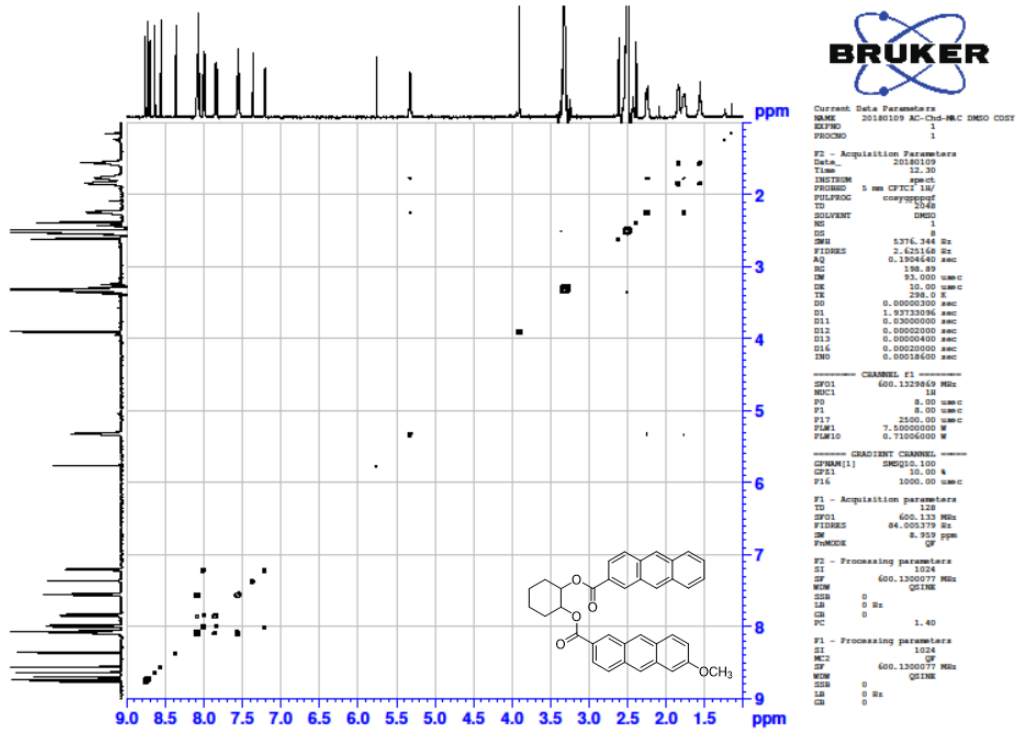 BRUKER
ppm
2
3
4
5
6
7
8
9
9.0 8.5 8.0 7.5 7.0 6.5 6.0 5.5 5.0 4.5 4.0 3.5 3.0 2.5 2.0 1.5 ppm
O
O
O
O
OCH3
Current Data Parameters
NAME 20180109 AC-Chd-MAC DMSO COSY
EXPNO 1
PROCNO 1
F2 - Acquisition Parameters
Date_ 20180109
Time 12.30
INSTRUM spect
PROBHD 5 mm CPTCI 1H/
PULPROG cosygpppqf
TD 2048
SOLVENT DMSO
NS 1
DS 8
SWH 5376.344 Hz
FIDRES 2.625168 Hz
AQ 0.1904640 sec
RG 198.89
DW 93.000 usec
DE 10.00 usec
TE 298.0 K
D0 0.00000300 sec
D1 1.93733096 sec
D11 0.03000000 sec
D12 0.00002000 sec
D13 0.00000400 sec
D16 0.00020000 sec
IN0 0.00018600 sec
======== CHANNEL f1 ========
SFO1 600.1329869 MHz
NUC1 1H
P0 8.00 usec
P1 8.00 usec
P17 2500.00 usec
PLW1 7.50000000 W
PLW10 0.71006000 W
====== GRADIENT CHANNEL =====
GPNAM[1] SMSQ10.100
GPZ1 10.00 %
P16 1000.00 usec
F1 - Acquisition parameters
TD 128
SFO1 600.133 MHz
FIDRES 84.005379 Hz
SW 8.959 ppm
FnMODE QF
F2 - Processing parameters
SI 1024
SF 600.1300077 MHz
WDW QSINE
SSB 0
LB 0 Hz
GB 0
PC 1.40
F1 - Processing parameters
SI 1024
MC2 QF
SF 600.1300077 MHz
WDW QSINE
SSB 0
LB 0 Hz
GB 0